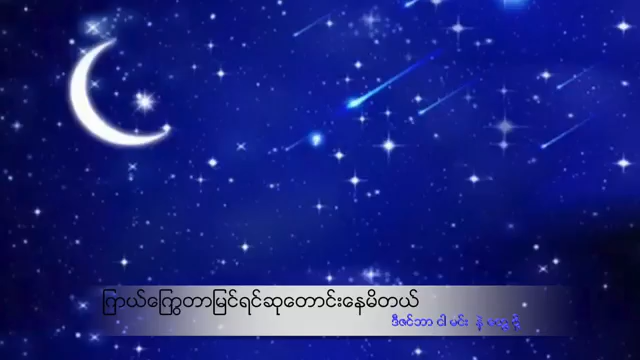 ကြယ်ကြွေတာမြင်ရင်ဆုတောင်းနေမိတယ်
ဒီဇင်ဘာ ငါ မင်း နဲ့